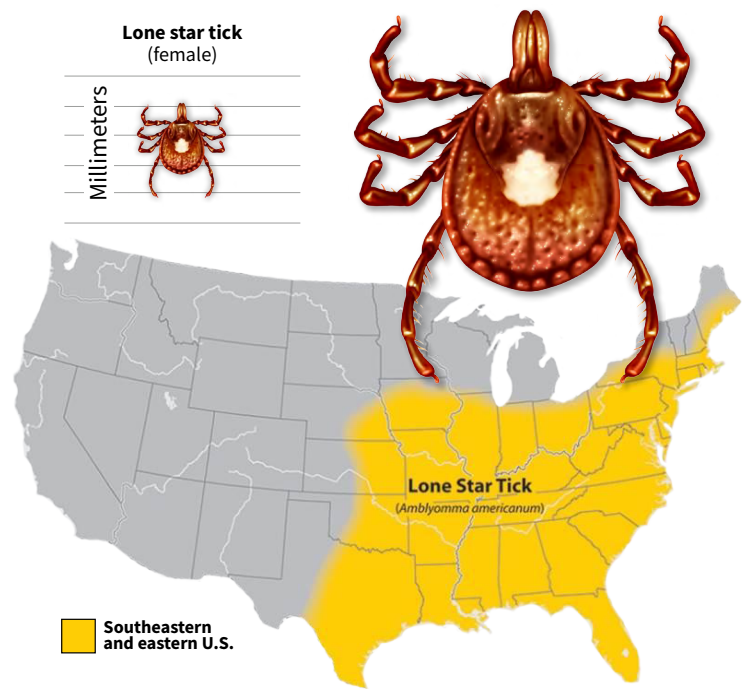 Lone star tick
(female)
Millimeters
Lone Star Tick
(Amblyomma americanum)
Southeastern
and eastern U.S.